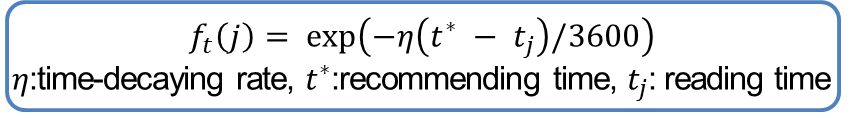 f_t(j) = exp(−η(t* − t_j)/3600)
η:time-decaying rate, t*:recommending time, t_j: reading time